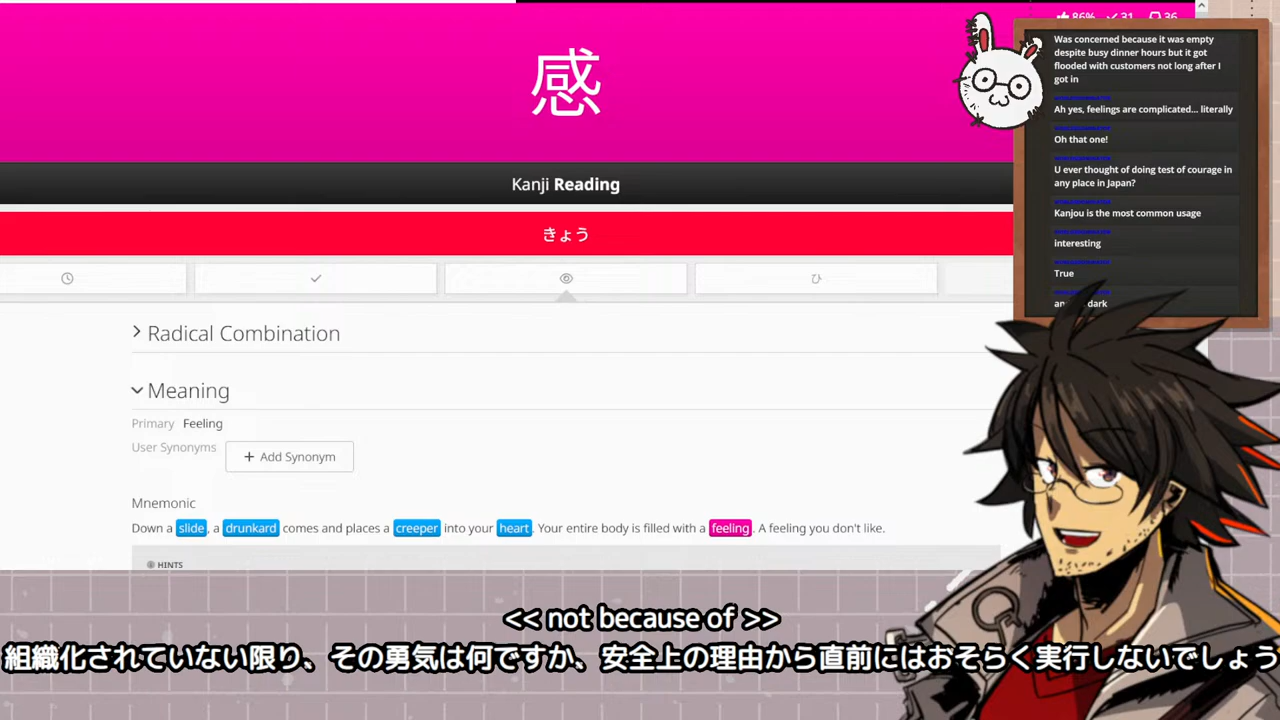 86% 31 36
感
Kanji Reading
きょう
ひ
Radical Combination
Meaning
Primary Feeling
User Synonyms + Add Synonym
Mnemonic
Down a slide, a drunkard comes and places a creeper into your heart. Your entire body is filled with a feeling. A feeling you don't like.
HINTS
Was concerned because it was empty
despite busy dinner hours but it got
flooded with customers not long after I
got in
Ah yes, feelings are complicated... literally
Oh that one!
U ever thought of doing test of courage in
any place in Japan?
Kanjou is the most common usage
interesting
True
dark
<< not because of >>
組織化されていない限り、その勇気は何ですか、安全上の理由から直前にはおそらく実行しないでしょう